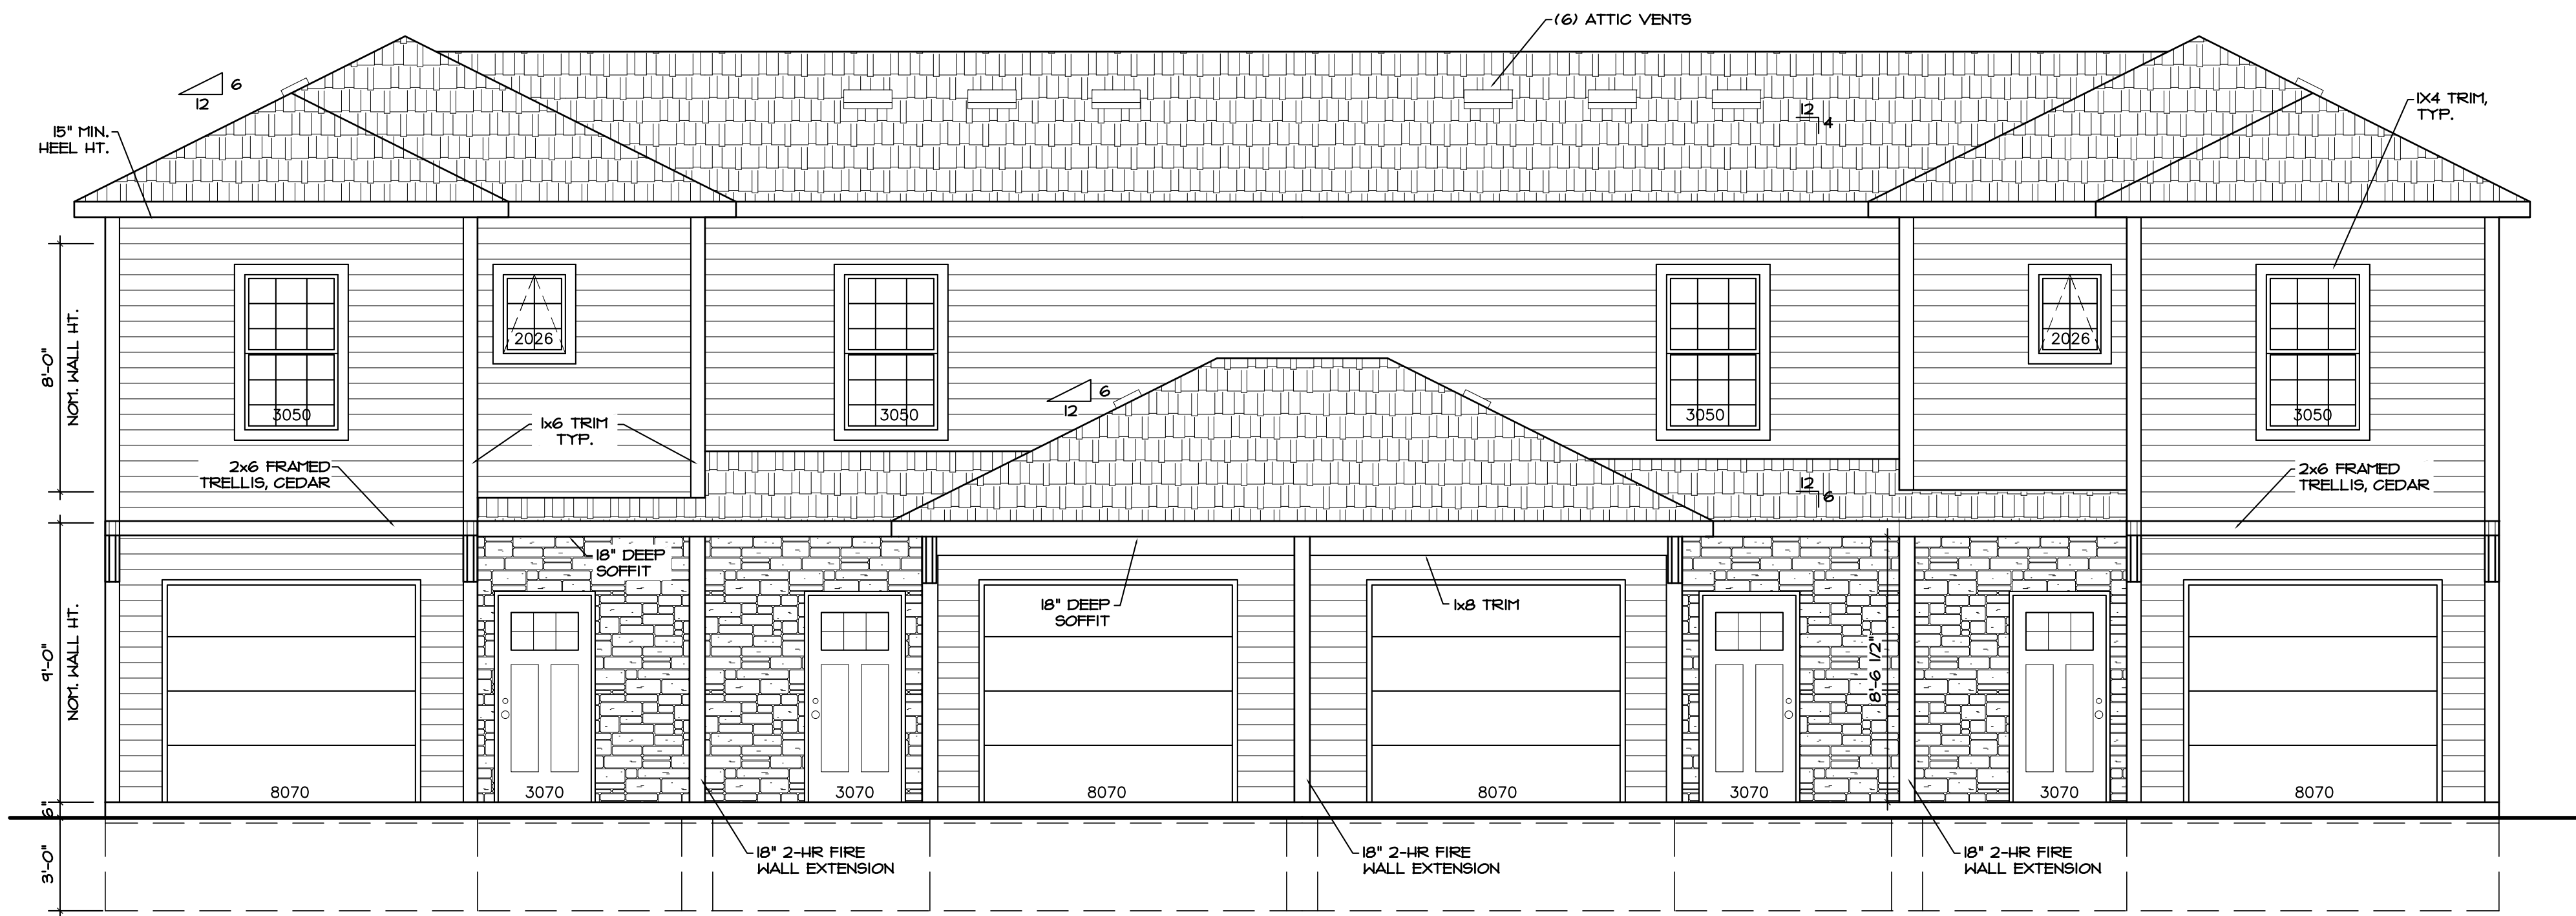 (6) ATTIC VENTS
6
12
12
4
1X4 TRIM,
TYP.
15" MIN.
HEEL HT.
8'-0"
NOM. WALL HT.
2026
2026
3050
3050
3050
3050
6
12
1x6 TRIM
TYP.
2x6 FRAMED
TRELLIS, CEDAR
12
6
2x6 FRAMED
TRELLIS, CEDAR
18" DEEP
SOFFIT
18" DEEP
SOFFIT
1x8 TRIM
9'-0"
NOM. WALL HT.
8'-6 1/2"
8070
3070
3070
8070
8070
3070
3070
8070
6"
3'-0"
18" 2-HR FIRE
WALL EXTENSION
18" 2-HR FIRE
WALL EXTENSION
18" 2-HR FIRE
WALL EXTENSION